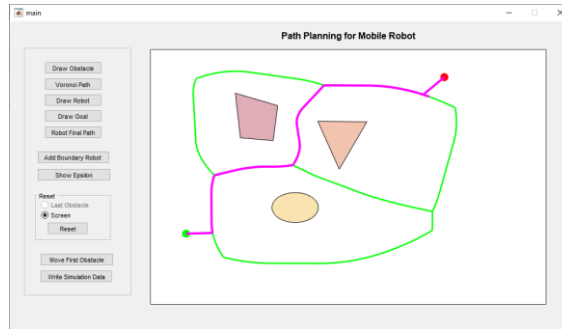 main
Path Planning for Mobile Robot
Draw Obstacle
Voronoi Path
Draw Robot
Draw Goal
Robot Final Path
Add Boundary Robot
Show Epsilon
Reset
Last Obstacle
Screen
Reset
Move First Obstacle
Write Simulation Data